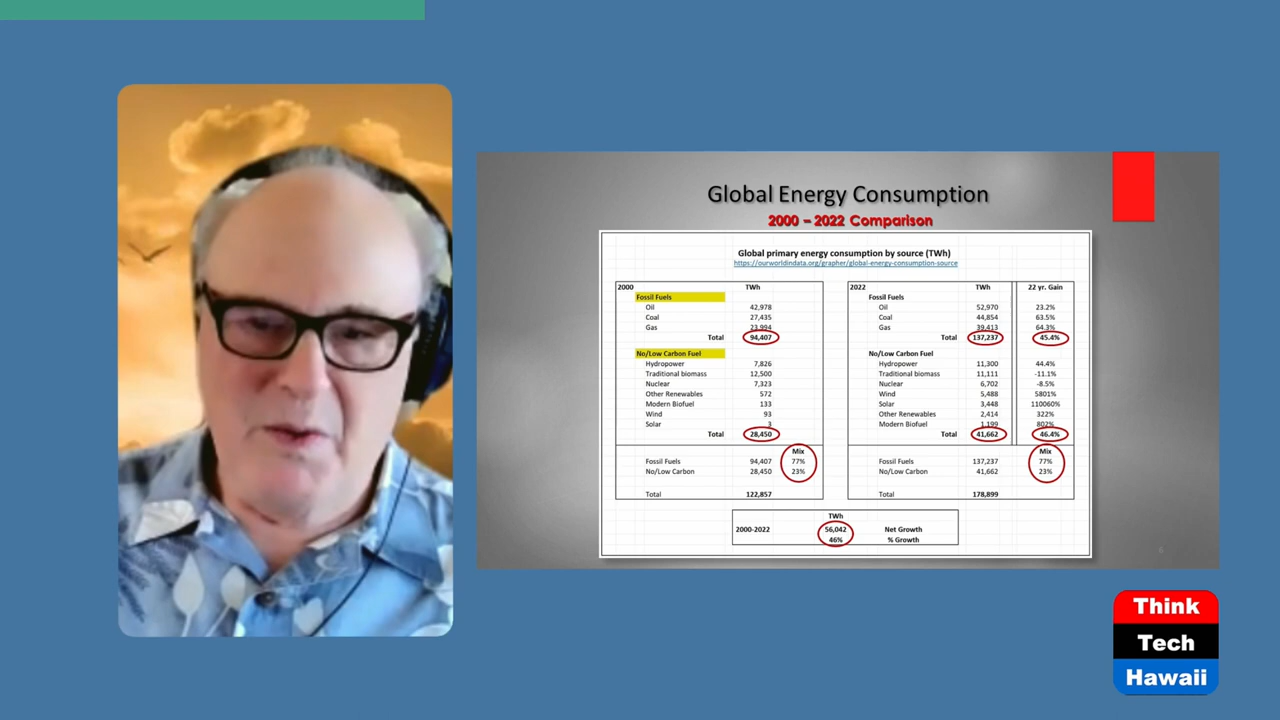 Global Energy Consumption
2000 – 2022 Comparison
Global primary energy consumption by source (TWh)
https://ourworldindata.org/grapher/global-energy-consumption-source
2000 TWh
Fossil Fuels
Oil 42,978
Coal 27,435
Gas 23,994
Total 94,407
No/Low Carbon Fuel
Hydropower 7,826
Traditional biomass 12,500
Nuclear 7,323
Other Renewables 572
Modern Biofuel 133
Wind 93
Solar 3
Total 28,450
Mix
Fossil Fuels 94,407 77%
No/Low Carbon 28,450 23%
Total 122,857
2022 TWh 22 yr. Gain
Fossil Fuels
Oil 52,970 23.2%
Coal 44,854 63.5%
Gas 39,413 64.3%
Total 137,237 45.4%
No/Low Carbon Fuel
Hydropower 11,300 44.4%
Traditional biomass 11,111 -11.1%
Nuclear 6,702 -8.5%
Wind 5,488 5801%
Solar 3,448 110060%
Other Renewables 2,414 322%
Modern Biofuel 1,199 802%
Total 41,662 46.4%
Mix
Fossil Fuels 137,237 77%
No/Low Carbon 41,662 23%
Total 178,899
TWh
2000-2022 56,042 Net Growth
46% % Growth
6
Think
Tech
Hawaii